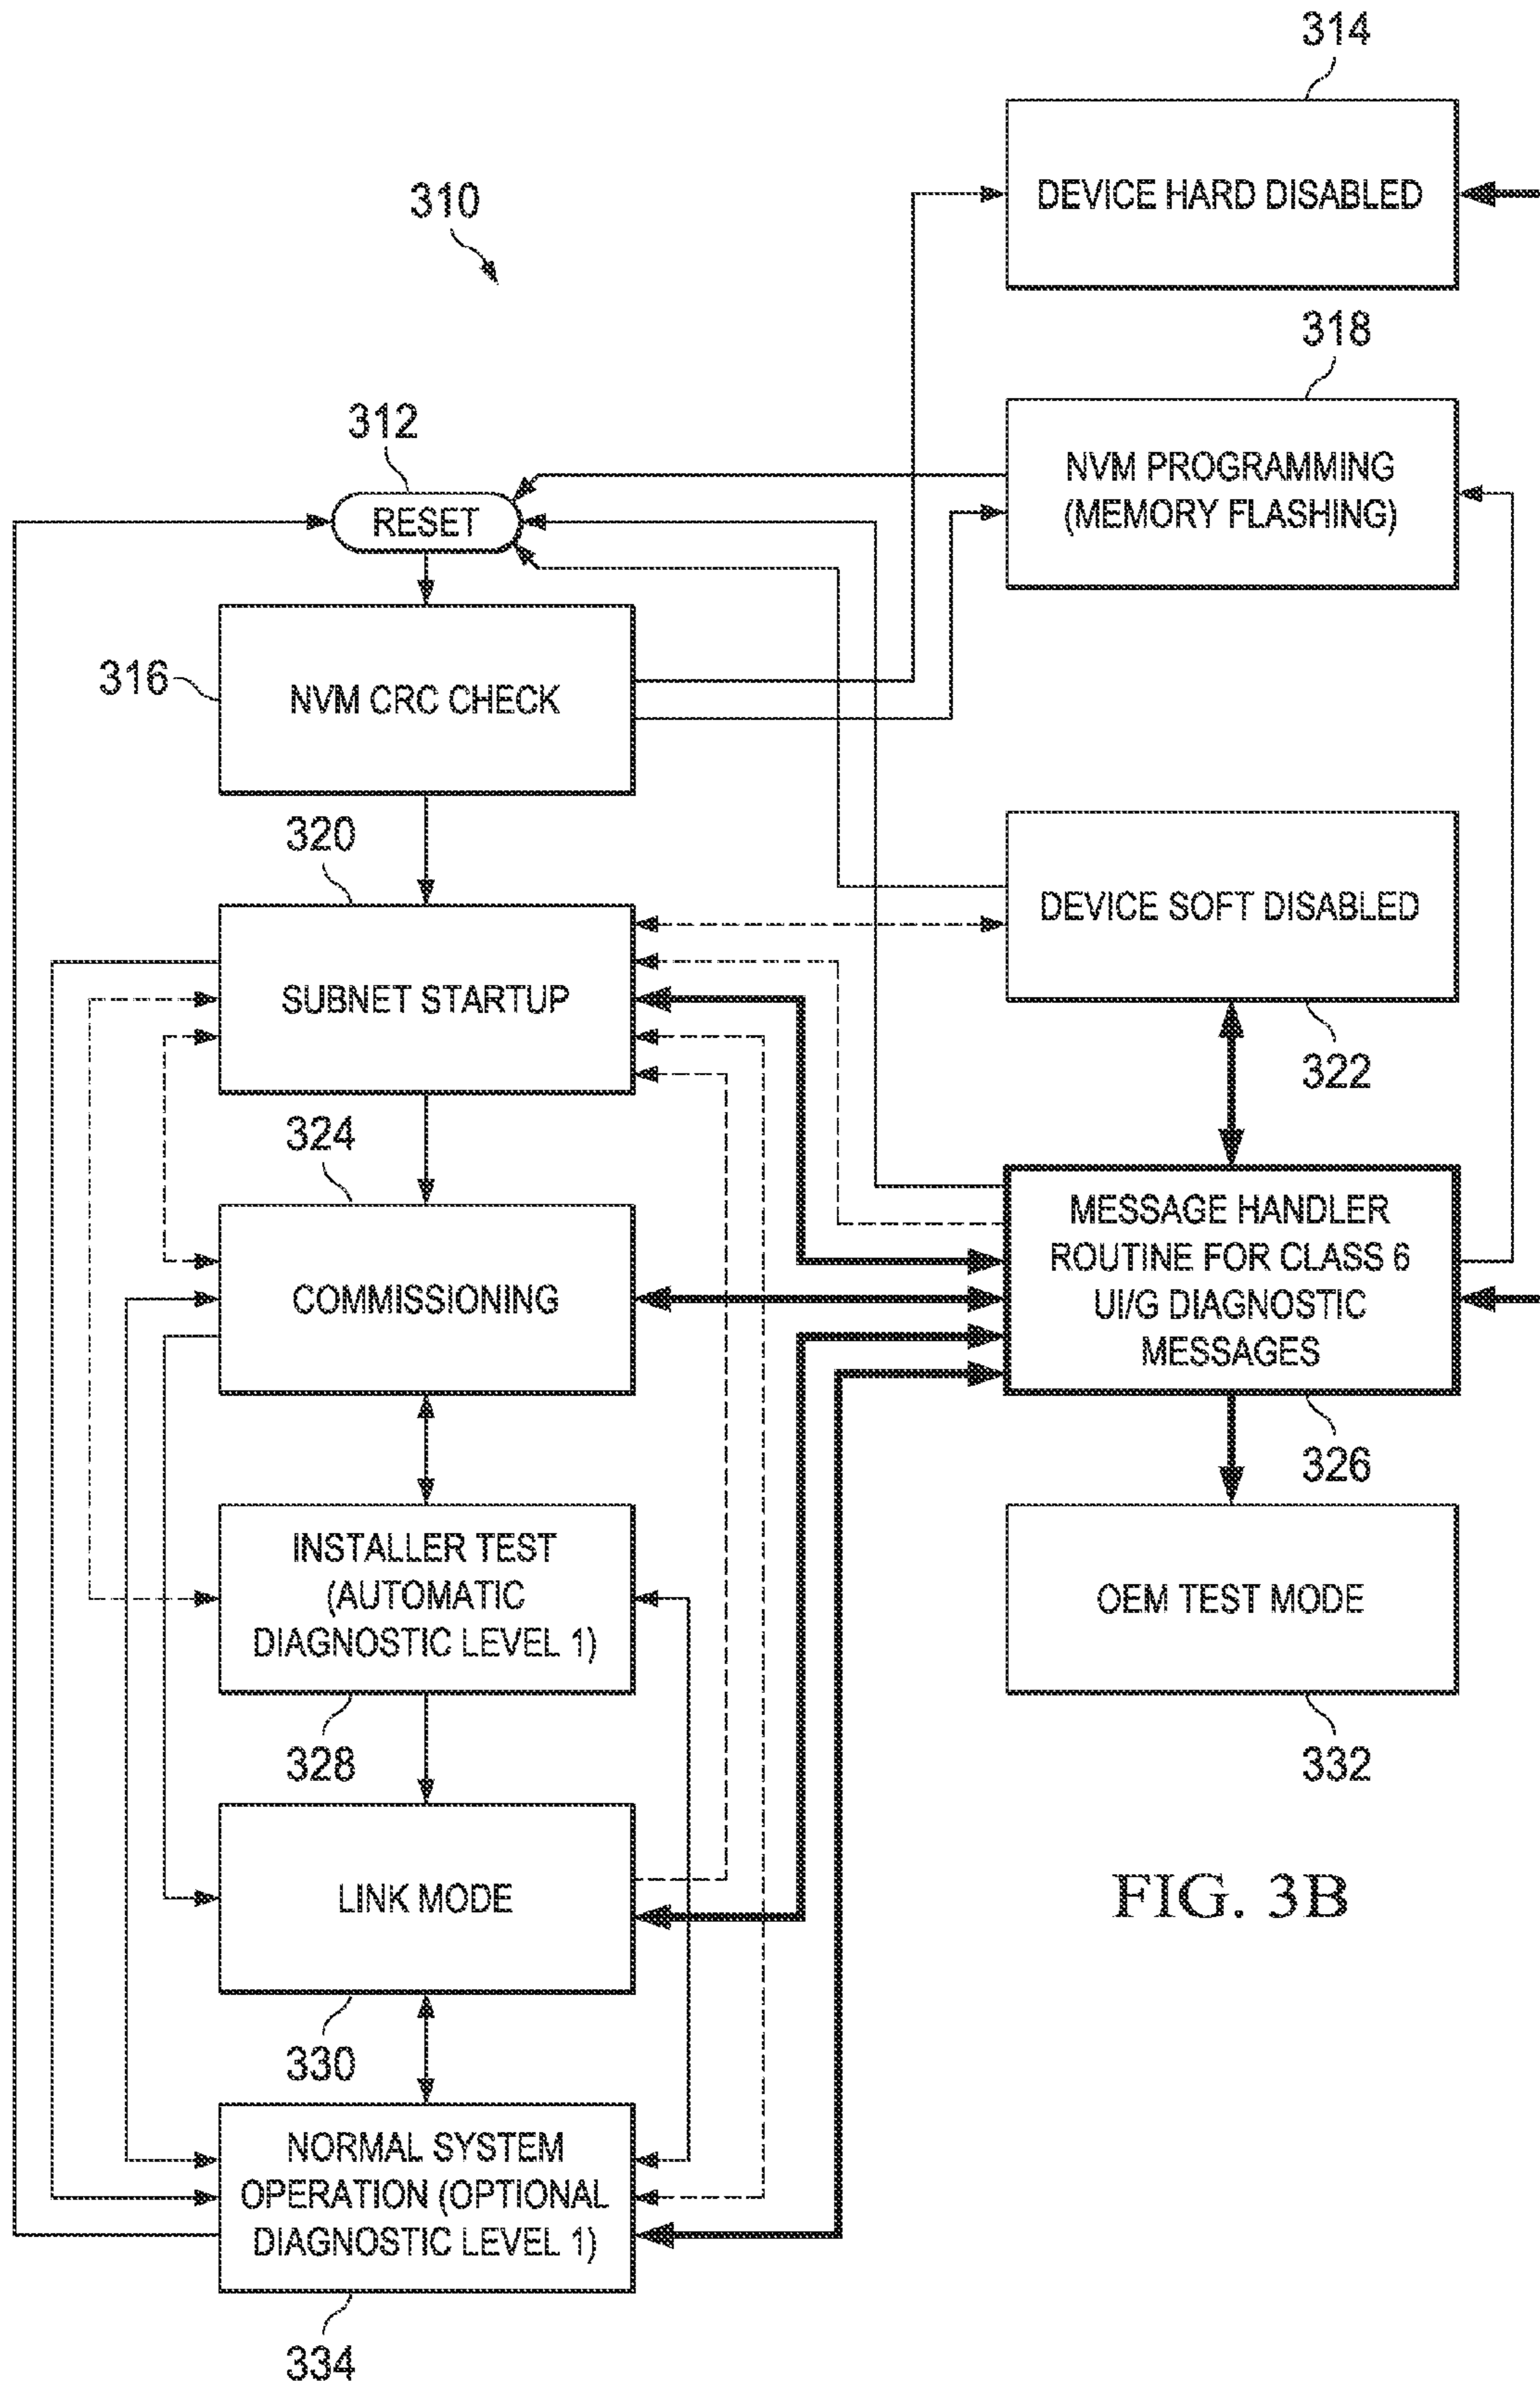 314
310
DEVICE HARD DISABLED
318
312
NVM PROGRAMMING
(MEMORY FLASHING)
RESET
316
NVM CRC CHECK
320
DEVICE SOFT DISABLED
SUBNET STARTUP
322
324
MESSAGE HANDLER
ROUTINE FOR CLASS 6
UI/G DIAGNOSTIC
MESSAGES
COMMISSIONING
326
INSTALLER TEST
(AUTOMATIC
DIAGNOSTIC LEVEL 1)
OEM TEST MODE
328
332
LINK MODE
FIG. 3B
330
NORMAL SYSTEM
OPERATION (OPTIONAL
DIAGNOSTIC LEVEL 1)
334